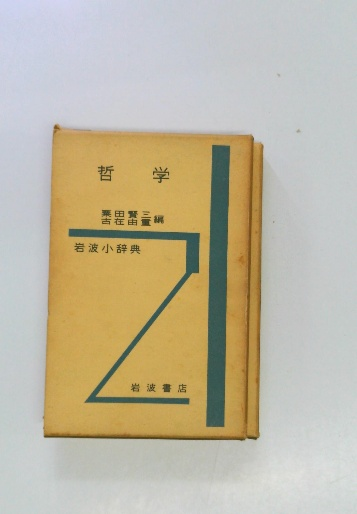 哲学
粟田賢三
古在由重 編
岩波小辞典
岩波書店